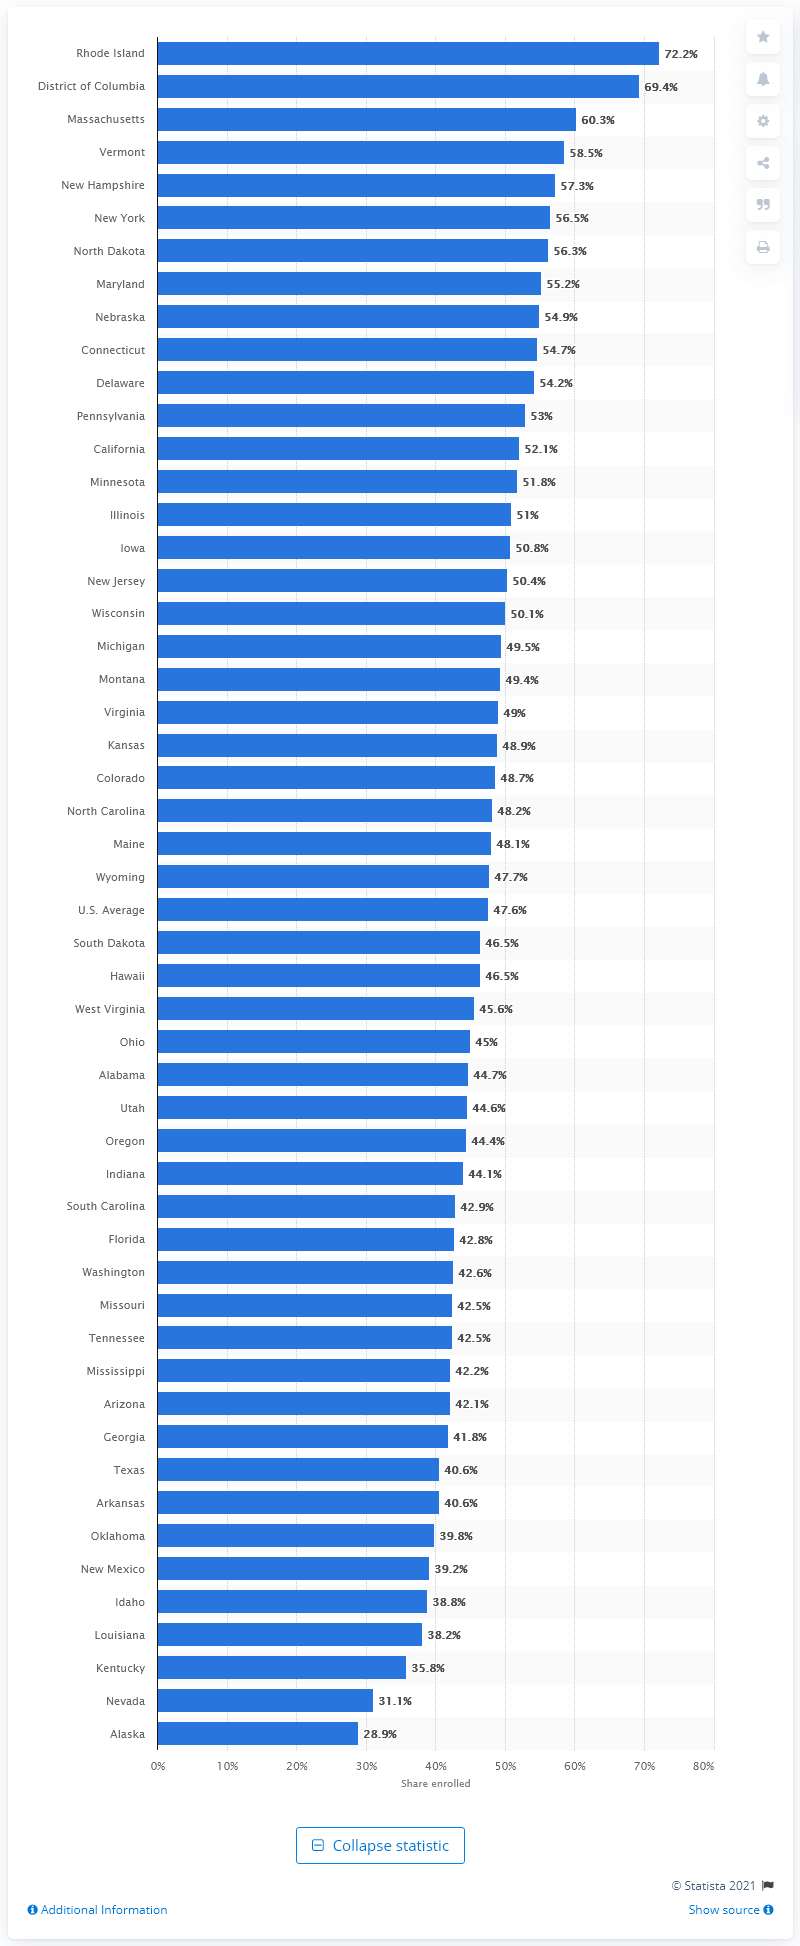 Rhode Island 72.2%
District of Columbia 69.4%
Massachusetts 60.3%
Vermont 58.5%
New Hampshire 57.3%
New York 56.5%
North Dakota 56.3%
Maryland 55.2%
Nebraska 54.9%
Connecticut 54.7%
Delaware 54.2%
Pennsylvania 53%
California 52.1%
Minnesota 51.8%
Illinois 51%
Iowa 50.8%
New Jersey 50.4%
Wisconsin 50.1%
Michigan 49.5%
Montana 49.4%
Virginia 49%
Kansas 48.9%
Colorado 48.7%
North Carolina 48.2%
Maine 48.1%
Wyoming 47.7%
U.S. Average 47.6%
South Dakota 46.5%
Hawaii 46.5%
West Virginia 45.6%
Ohio 45%
Alabama 44.7%
Utah 44.6%
Oregon 44.4%
Indiana 44.1%
South Carolina 42.9%
Florida 42.8%
Washington 42.6%
Missouri 42.5%
Tennessee 42.5%
Mississippi 42.2%
Arizona 42.1%
Georgia 41.8%
Texas 40.6%
Arkansas 40.6%
Oklahoma 39.8%
New Mexico 39.2%
Idaho 38.8%
Louisiana 38.2%
Kentucky 35.8%
Nevada 31.1%
Alaska 28.9%
0% 10% 20% 30% 40% 50% 60% 70% 80%
Share enrolled
Collapse statistic
© Statista 2021
Additional Information Show source